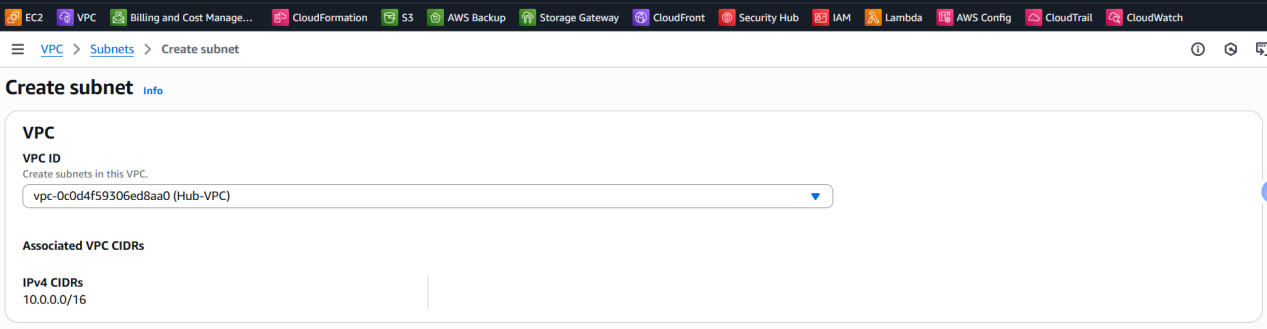 EC2 VPC Billing and Cost Manage... CloudFormation S3 AWS Backup Storage Gateway CloudFront Security Hub IAM Lambda AWS Config CloudTrail CloudWatch
VPC > Subnets > Create subnet
Create subnet Info
VPC
VPC ID
Create subnets in this VPC.
vpc-0c0d4f59306ed8aa0 (Hub-VPC)
Associated VPC CIDRs
IPv4 CIDRs
10.0.0.0/16